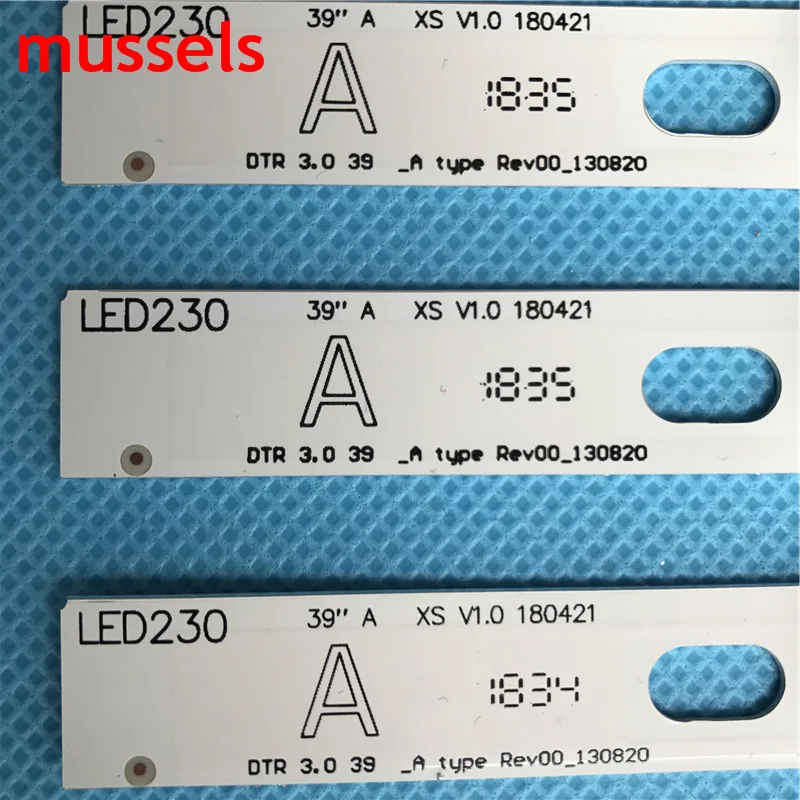 LED230 39" A XS V1.0 180421
mussels
A 1835
DTR 3.0 39 _A type Rev00_130820
LED230 39" A XS V1.0 180421
A 1835
DTR 3.0 39 _A type Rev00_130820
LED230 39" A XS V1.0 180421
A 1834
DTR 3.0 39 _A type Rev00_130820